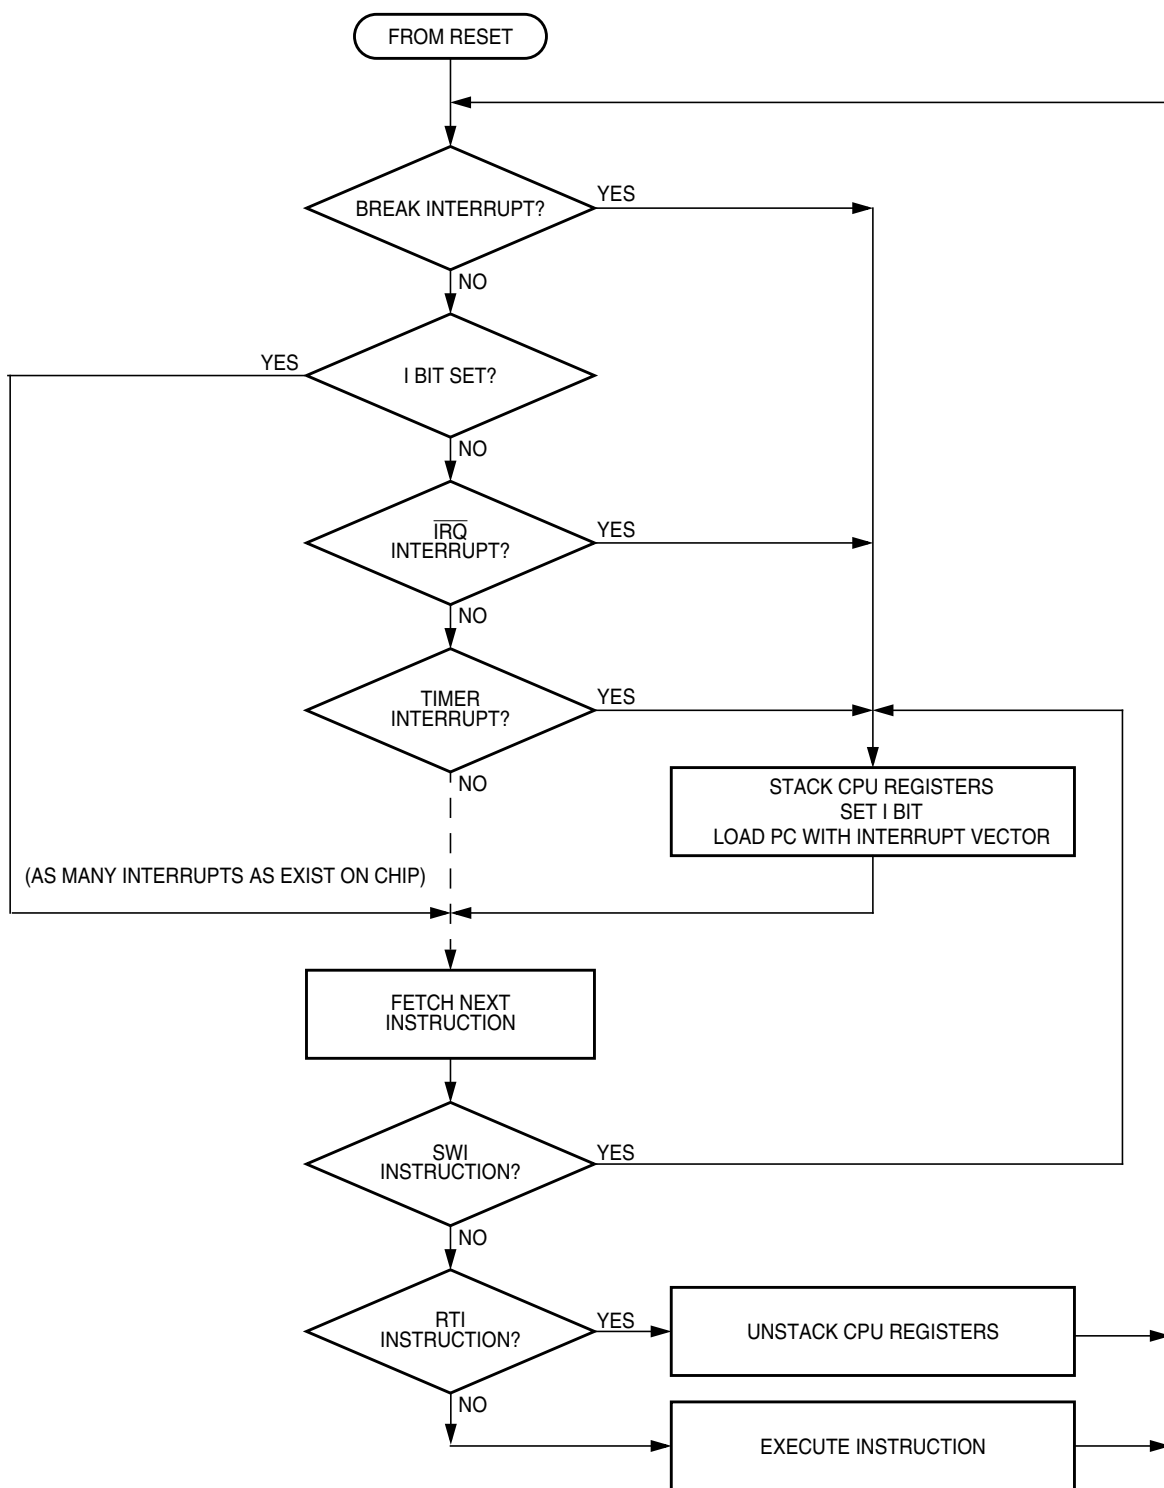 FROM RESET
BREAK INTERRUPT?
YES
NO
YES
I BIT SET?
NO
IRQ
INTERRUPT?
YES
NO
TIMER
INTERRUPT?
YES
NO
STACK CPU REGISTERS
SET I BIT
LOAD PC WITH INTERRUPT VECTOR
(AS MANY INTERRUPTS AS EXIST ON CHIP)
FETCH NEXT
INSTRUCTION
SWI
INSTRUCTION?
YES
NO
RTI
INSTRUCTION?
YES
UNSTACK CPU REGISTERS
NO
EXECUTE INSTRUCTION